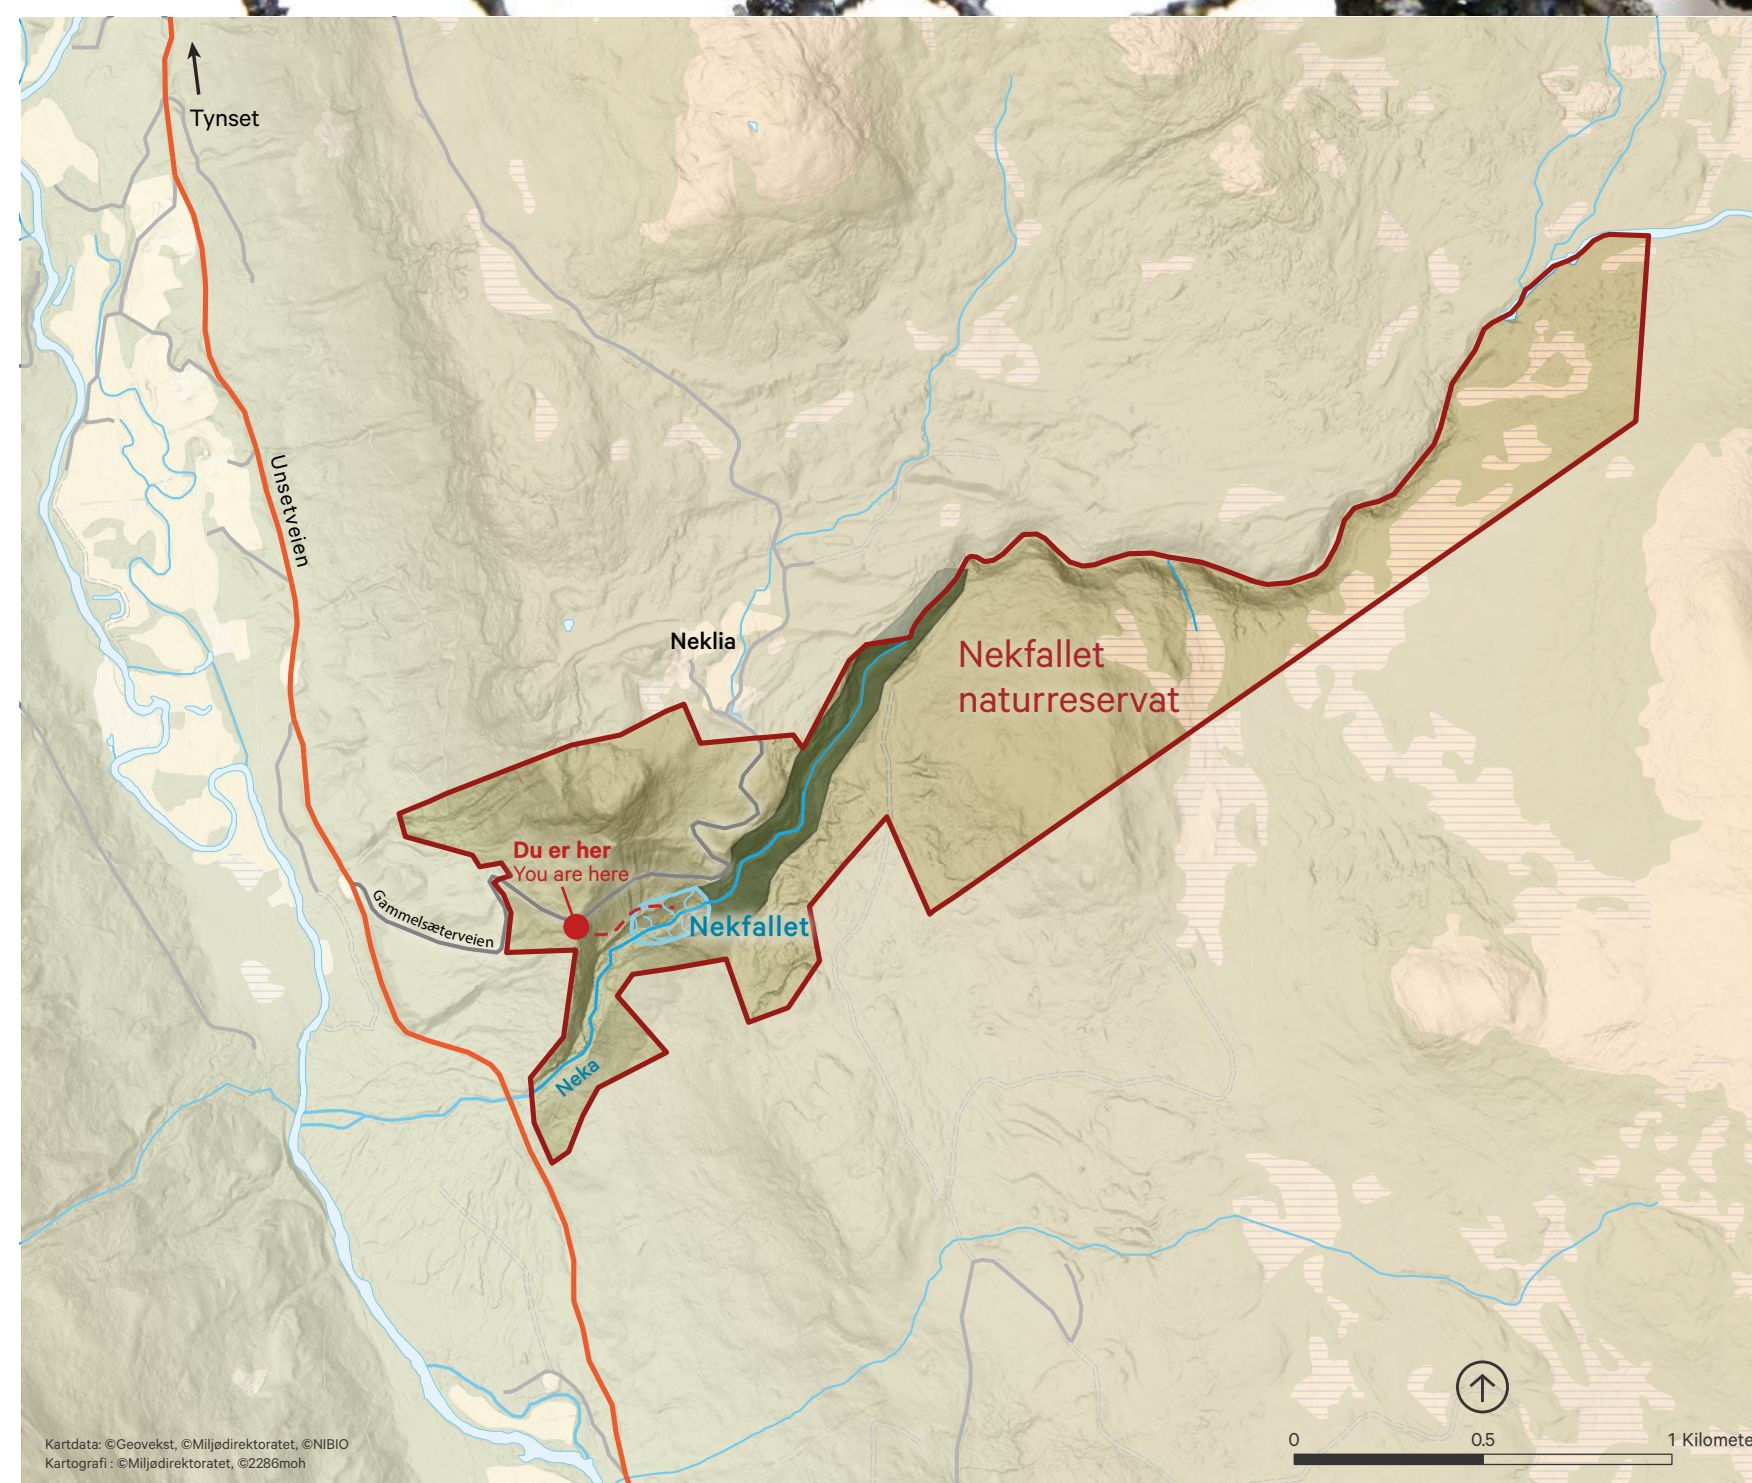 Tynset
Unsetveien
Neklia
Nekfallet
naturreservat
Du er her
You are here
Gammelsæterveien
Nekfallet
Neka
0 0.5 1 Kilomete
Kartdata: ©Geovekst, ©Miljødirektoratet, ©NIBIO
Kartografi : ©Miljødirektoratet, ©2286moh